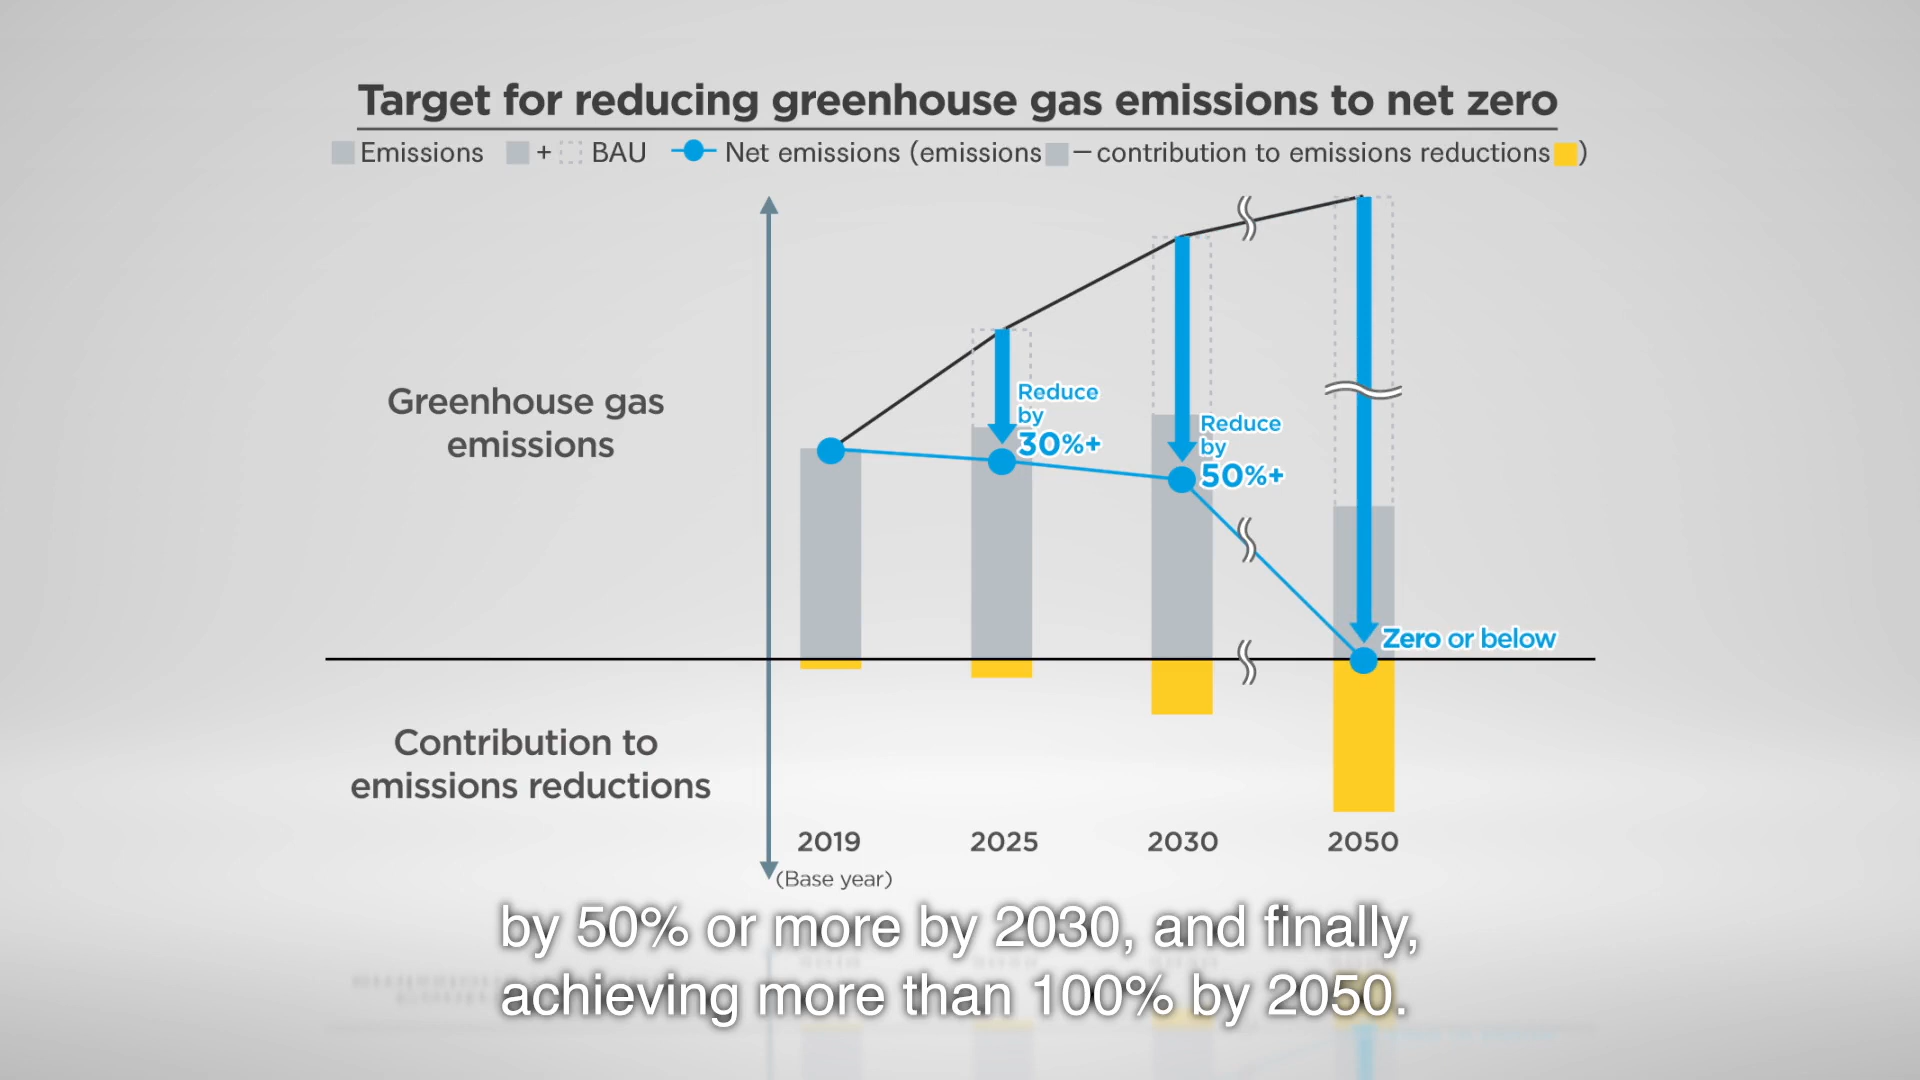 Target for reducing greenhouse gas emissions to net zero
Emissions + BAU Net emissions (emissions − contribution to emissions reductions )
Greenhouse gas
emissions
Reduce
by
30%+
Reduce
by
50%+
Zero or below
Contribution to
emissions reductions
2019 2025 2030 2050
(Base year)
by 50% or more by 2030, and finally,
achieving more than 100% by 2050.